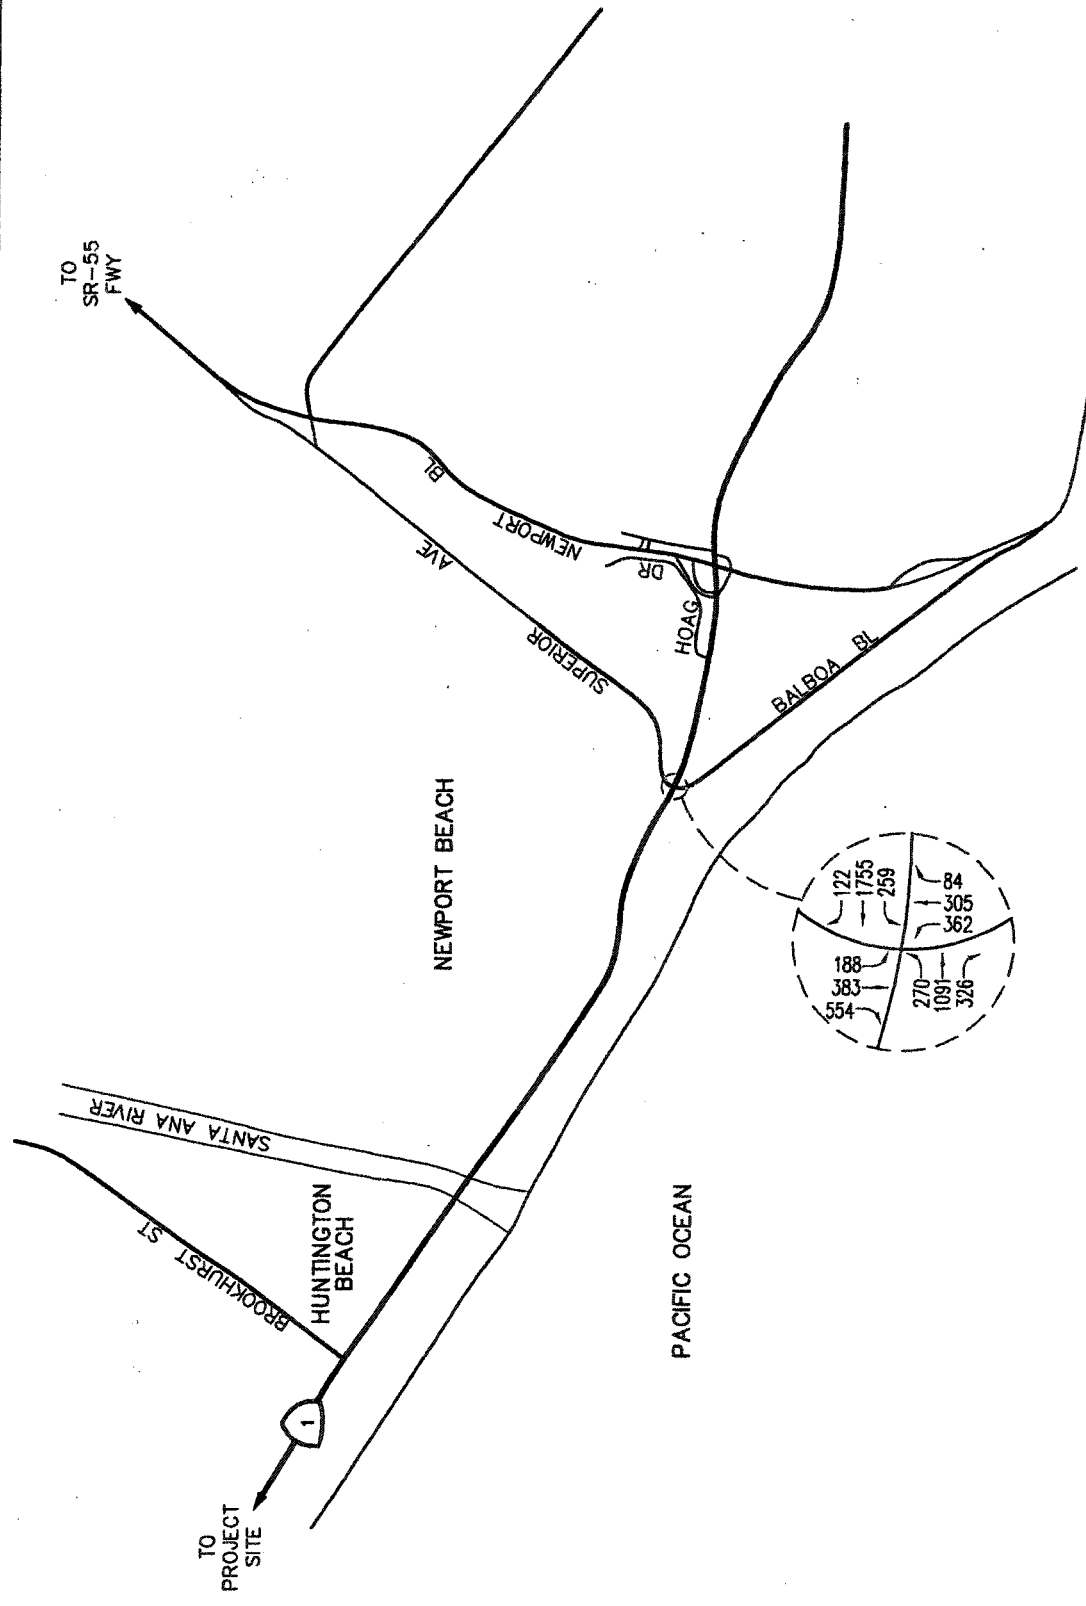 TO
SR-55
FWY
BL
NEWPORT
AVE
SUPERIOR
DR
HOAG
BALBOA BL
NEWPORT BEACH
122
1755
259
84
305
362
188
383
554
270
1091
326
SANTA ANA RIVER
BROOKHURST ST
HUNTINGTON
BEACH
PACIFIC OCEAN
1
TO
PROJECT
SITE